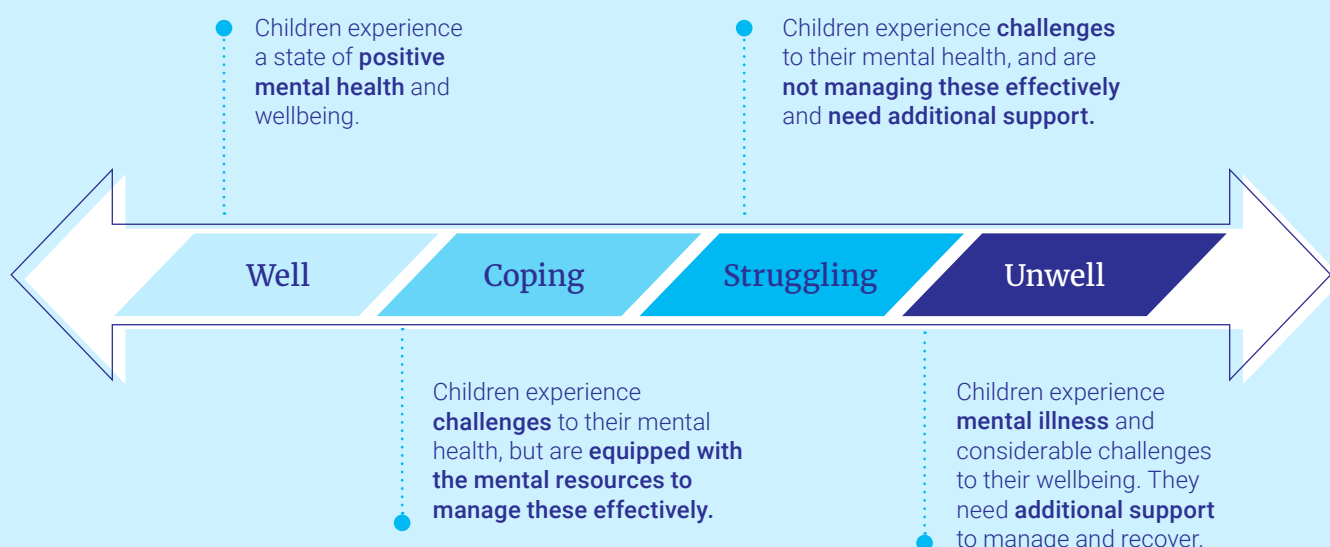 Children experience
a state of positive
mental health and
wellbeing.
Children experience challenges
to their mental health, and are
not managing these effectively
and need additional support.
Well
Coping
Struggling
Unwell
Children experience
challenges to their mental
health, but are equipped with
the mental resources to
manage these effectively.
Children experience
mental illness and
considerable challenges
to their wellbeing. They
need additional support
to manage and recover.